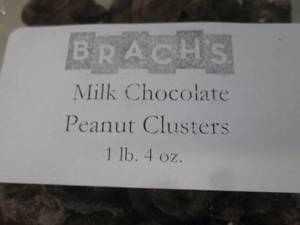 BRACH'S
Milk Chocolate
Peanut Clusters
1 lb. 4 oz.